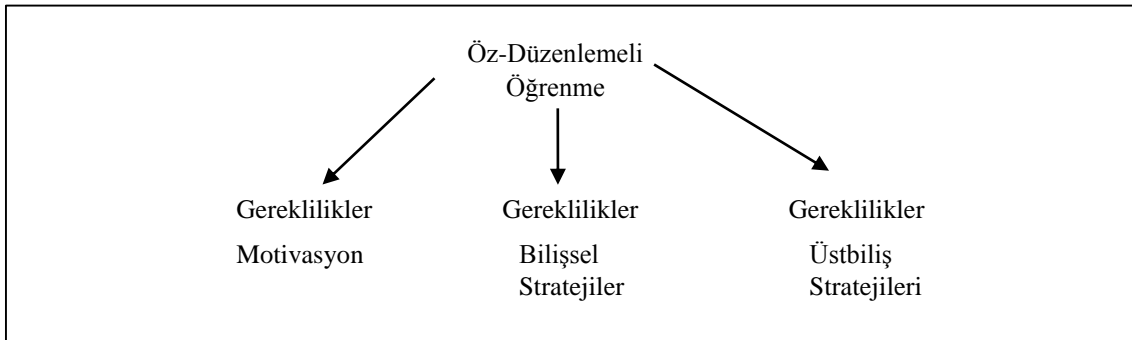 Öz-Düzenlemeli
Öğrenme
Gereklilikler
Motivasyon
Gereklilikler
Bilişsel
Stratejiler
Gereklilikler
Üstbiliş
Stratejileri